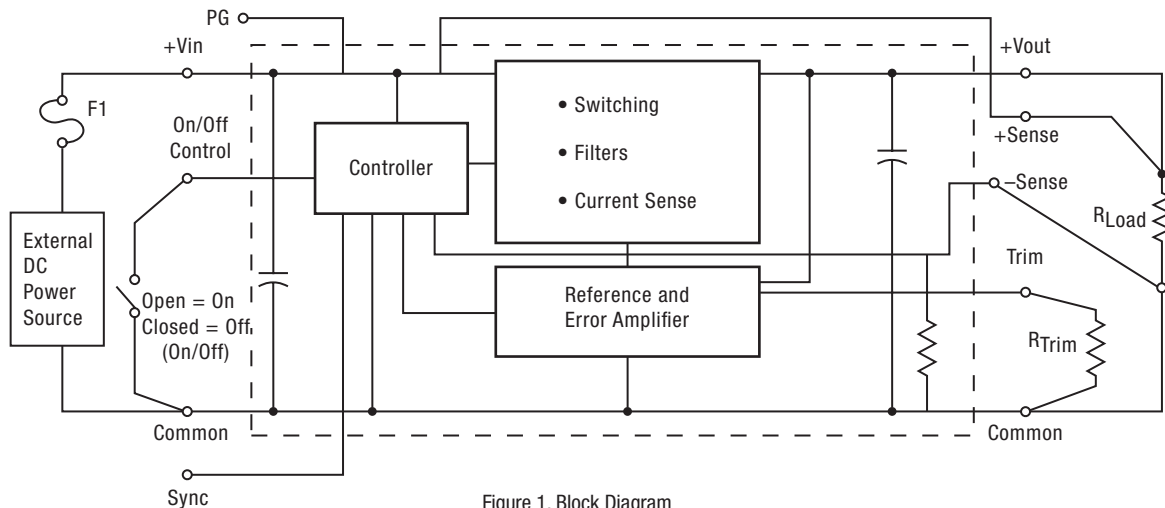 PG
+Vin
+Vout
F1
On/Off
Control
• Switching
• Filters
• Current Sense
Controller
+Sense
–Sense
RLoad
External
DC
Power
Source
Open = On
Closed = Off
(On/Off)
Reference and
Error Amplifier
Trim
RTrim
Common
Common
Sync
Figure 1. Block Diagram